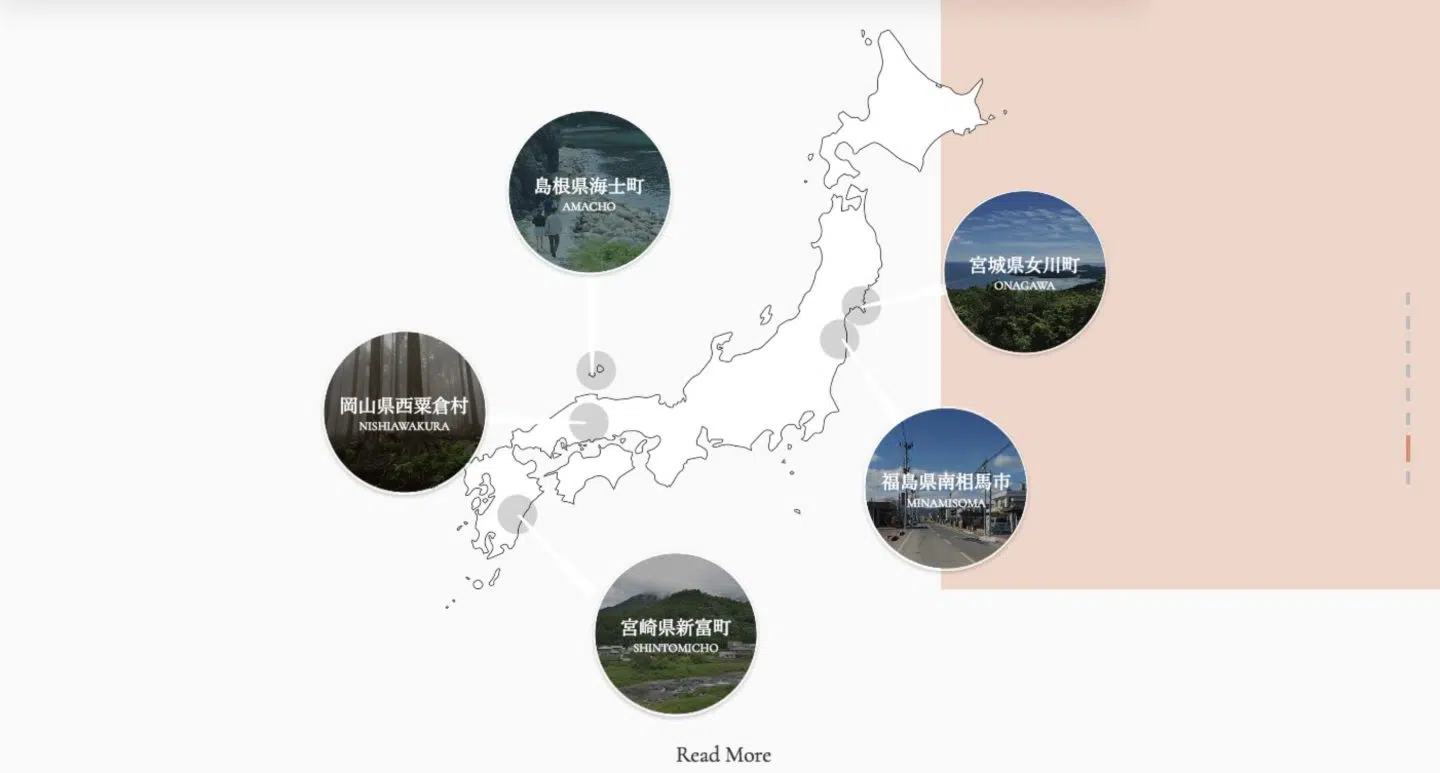 島根県海士町
AMACHO
宮城県女川町
ONAGAWA
岡山県西粟倉村
NISHIAWAKURA
福島県南相馬市
MINAMISOMA
宮崎県新富町
SHINTOMICHO
Read More